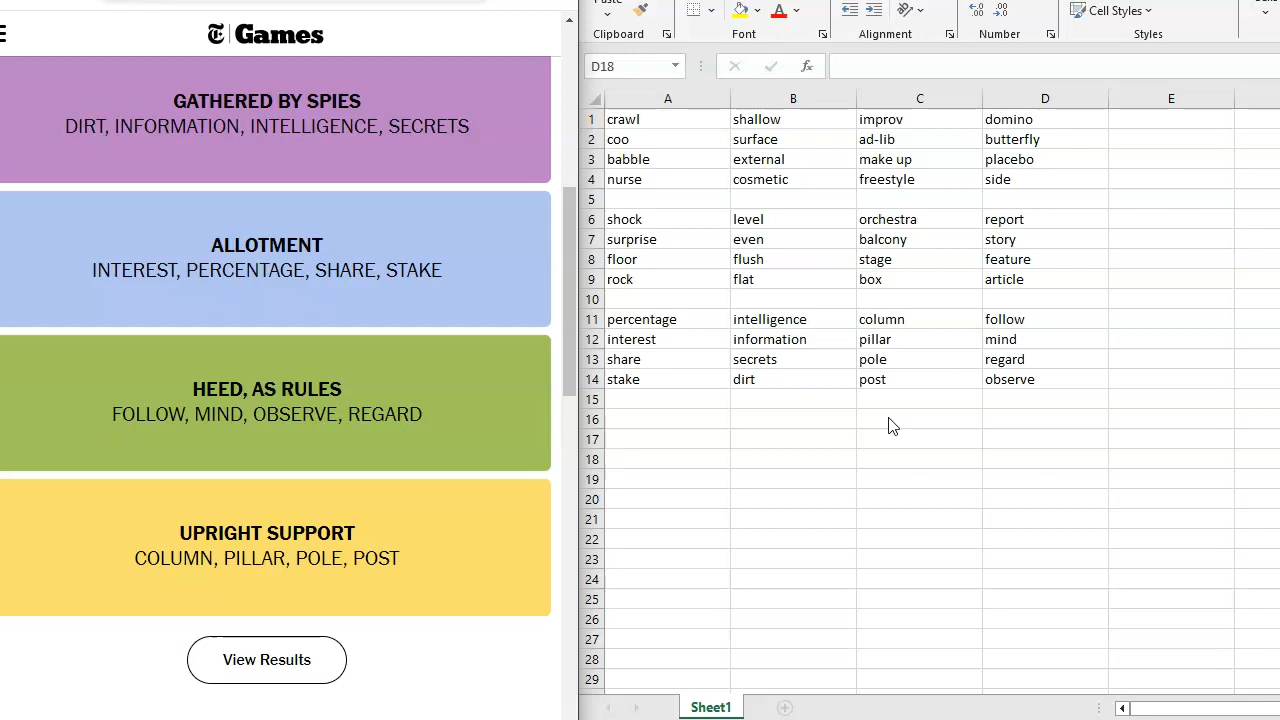 Games
GATHERED BY SPIES
DIRT, INFORMATION, INTELLIGENCE, SECRETS
ALLOTMENT
INTEREST, PERCENTAGE, SHARE, STAKE
HEED, AS RULES
FOLLOW, MIND, OBSERVE, REGARD
UPRIGHT SUPPORT
COLUMN, PILLAR, POLE, POST
View Results
Cell Styles
Clipboard Font Alignment Number Styles
D18 fx
A B C D E
1 crawl shallow improv domino
2 coo surface ad-lib butterfly
3 babble external make up placebo
4 nurse cosmetic freestyle side
5
6 shock level orchestra report
7 surprise even balcony story
8 floor flush stage feature
9 rock flat box article
10
11 percentage intelligence column follow
12 interest information pillar mind
13 share secrets pole regard
14 stake dirt post observe
15
16
17
18
19
20
21
22
23
24
25
26
27
28
29
Sheet1